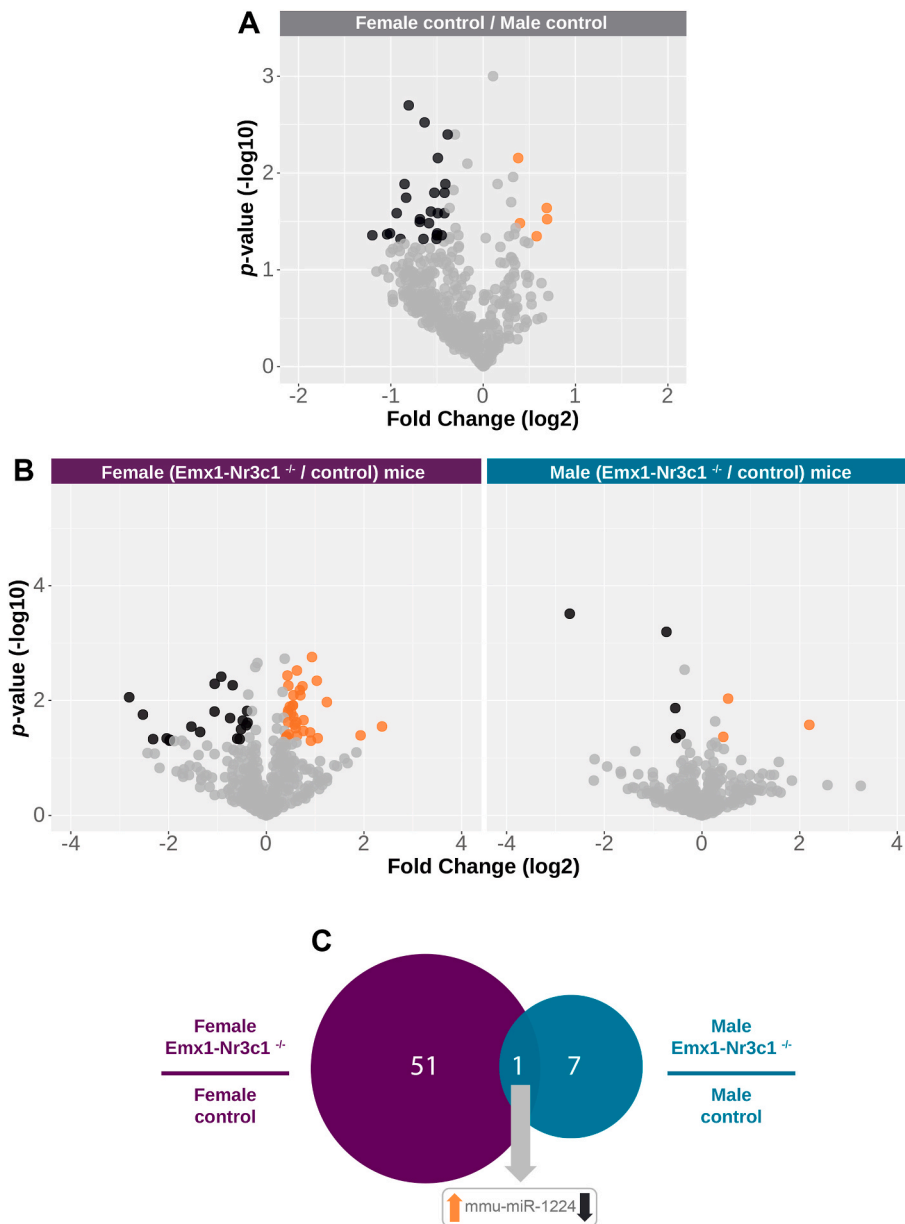 A
Female control / Male control
3
2
1
0
p-value (-log10)
-2 -1 0 1 2
Fold Change (log2)
B
Female (Emx1-Nr3c1 -/- / control) mice
Male (Emx1-Nr3c1 -/- / control) mice
4
2
0
p-value (-log10)
-4 -2 0 2 4
-4 -2 0 2 4
Fold Change (log2)
C
Female
Emx1-Nr3c1 -/-
Female
control
51
1
7
Male
Emx1-Nr3c1 -/-
Male
control
mmu-miR-1224